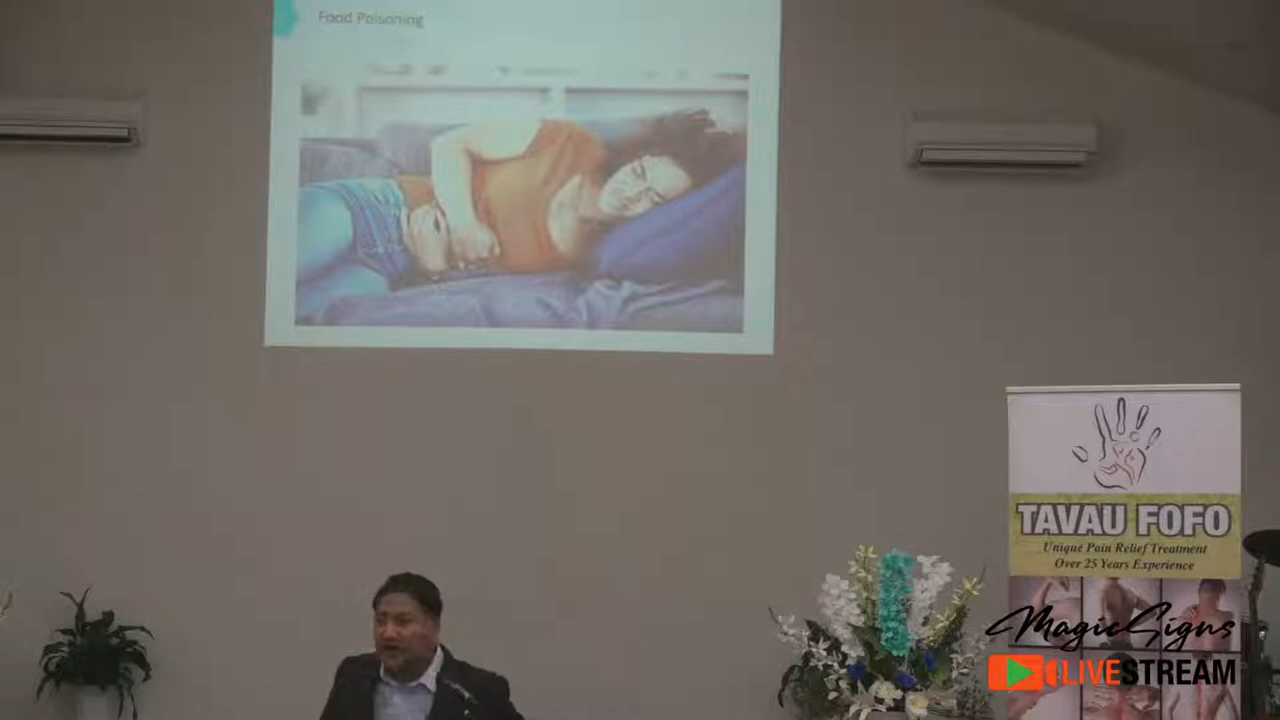 Food Poisoning
TAVAU FOFO
Unique Pain Relief Treatment
Over 25 Years Experience
MagicSigns
LIVESTREAM